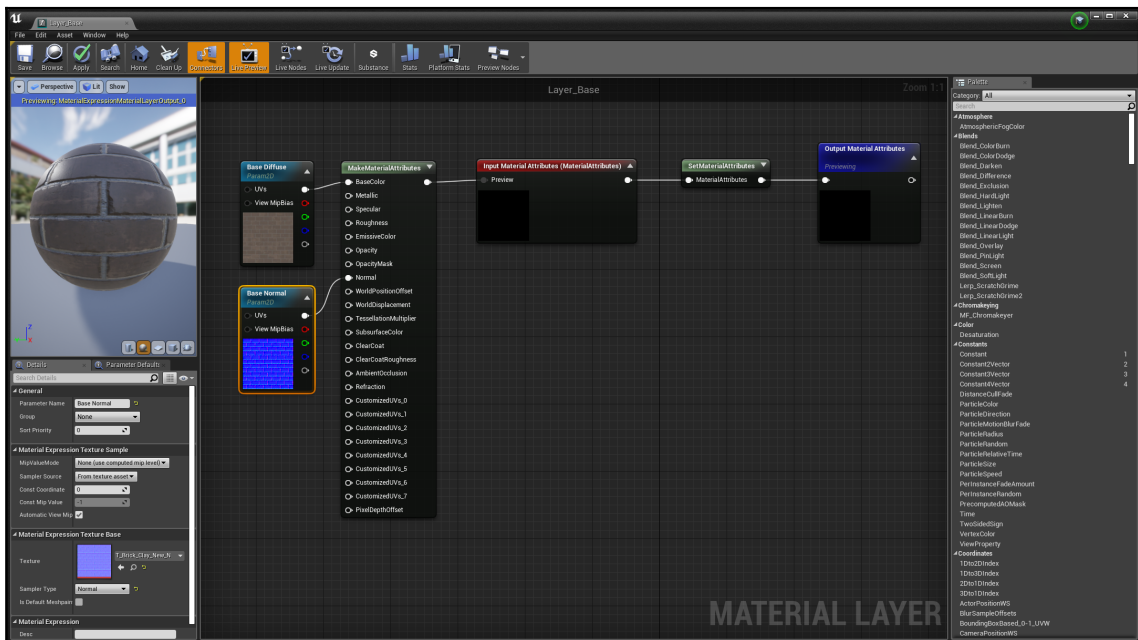 Layer_Base
File Edit Asset Window Help
Save Browse Apply Search Home Clean Up Connectors Live Preview Live Nodes Live Update Substance Stats Platform Stats Preview Nodes
Perspective Lit Show
Previewing: MaterialExpressionMaterialLayerOutput_0
Z
X
Details
Parameter Defaults
Search Details
General
Parameter Name Base Normal
Group None
Sort Priority 0
Material Expression Texture Sample
MipValueMode None (use computed mip level)
Sampler Source From texture asset
Const Coordinate 0
Const Mip Value -1
Automatic View Mip
Material Expression Texture Base
Texture T_Brick_Clay_New_N
Sampler Type Normal
Is Default Meshpain
Material Expression
Desc
Layer_Base
Zoom 1:1
Base Diffuse
Param2D
UVs
View MipBias
Base Normal
Param2D
UVs
View MipBias
MakeMaterialAttributes
BaseColor
Metallic
Specular
Roughness
EmissiveColor
Opacity
OpacityMask
Normal
WorldPositionOffset
WorldDisplacement
TessellationMultiplier
SubsurfaceColor
ClearCoat
ClearCoatRoughness
AmbientOcclusion
Refraction
CustomizedUVs_0
CustomizedUVs_1
CustomizedUVs_2
CustomizedUVs_3
CustomizedUVs_4
CustomizedUVs_5
CustomizedUVs_6
CustomizedUVs_7
PixelDepthOffset
Input Material Attributes (MaterialAttributes)
Preview
SetMaterialAttributes
MaterialAttributes
Output Material Attributes
Previewing
MATERIAL LAYER
Palette
Category: All
Search
Atmosphere
AtmosphericFogColor
Blends
Blend_ColorBurn
Blend_ColorDodge
Blend_Darken
Blend_Difference
Blend_Exclusion
Blend_HardLight
Blend_Lighten
Blend_LinearBurn
Blend_LinearDodge
Blend_LinearLight
Blend_Overlay
Blend_PinLight
Blend_Screen
Blend_SoftLight
Lerp_ScratchGrime
Lerp_ScratchGrime2
Chromakeying
MF_Chromakeyer
Color
Desaturation
Constants
Constant 1
Constant2Vector 2
Constant3Vector 3
Constant4Vector 4
DistanceCullFade
ParticleColor
ParticleDirection
ParticleMotionBlurFade
ParticleRadius
ParticleRandom
ParticleRelativeTime
ParticleSize
ParticleSpeed
PerInstanceFadeAmount
PerInstanceRandom
PrecomputedAOMask
Time
TwoSidedSign
VertexColor
ViewProperty
Coordinates
1Dto2DIndex
1Dto3DIndex
2Dto1DIndex
3Dto1DIndex
ActorPositionWS
BlurSampleOffsets
BoundingBoxBased_0-1_UVW
CameraPositionWS